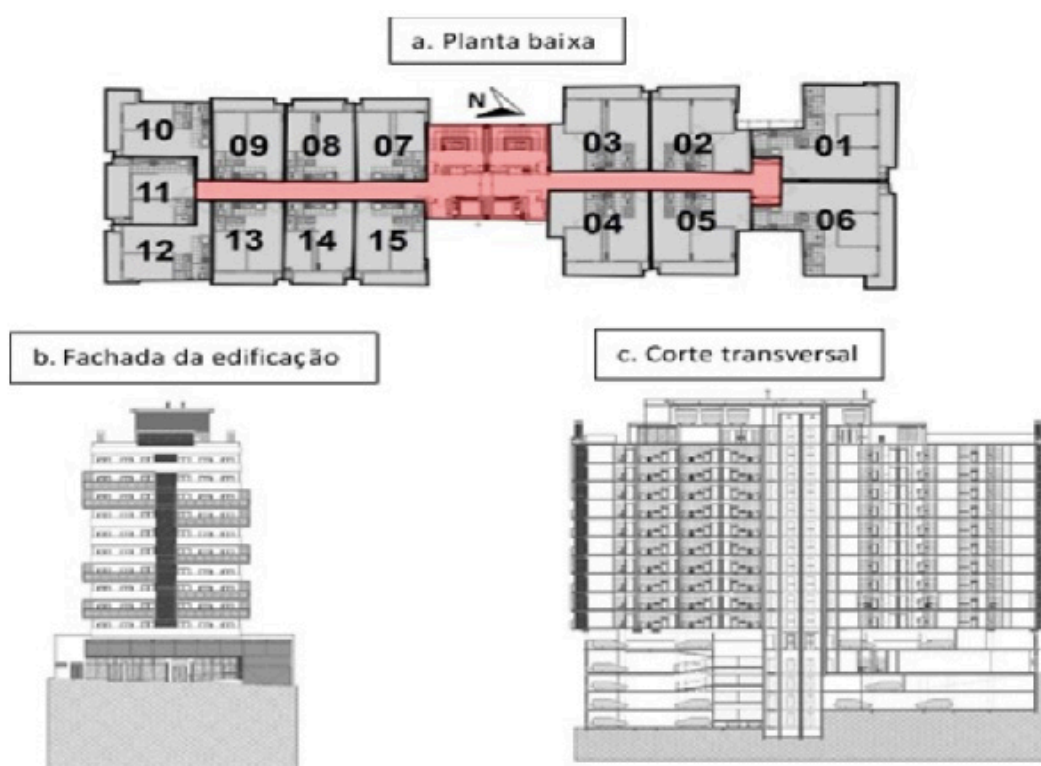 a. Planta baixa
N
10 09 08 07 03 02 01
11
12 13 14 15 04 05 06
b. Fachada da edificação
c. Corte transversal